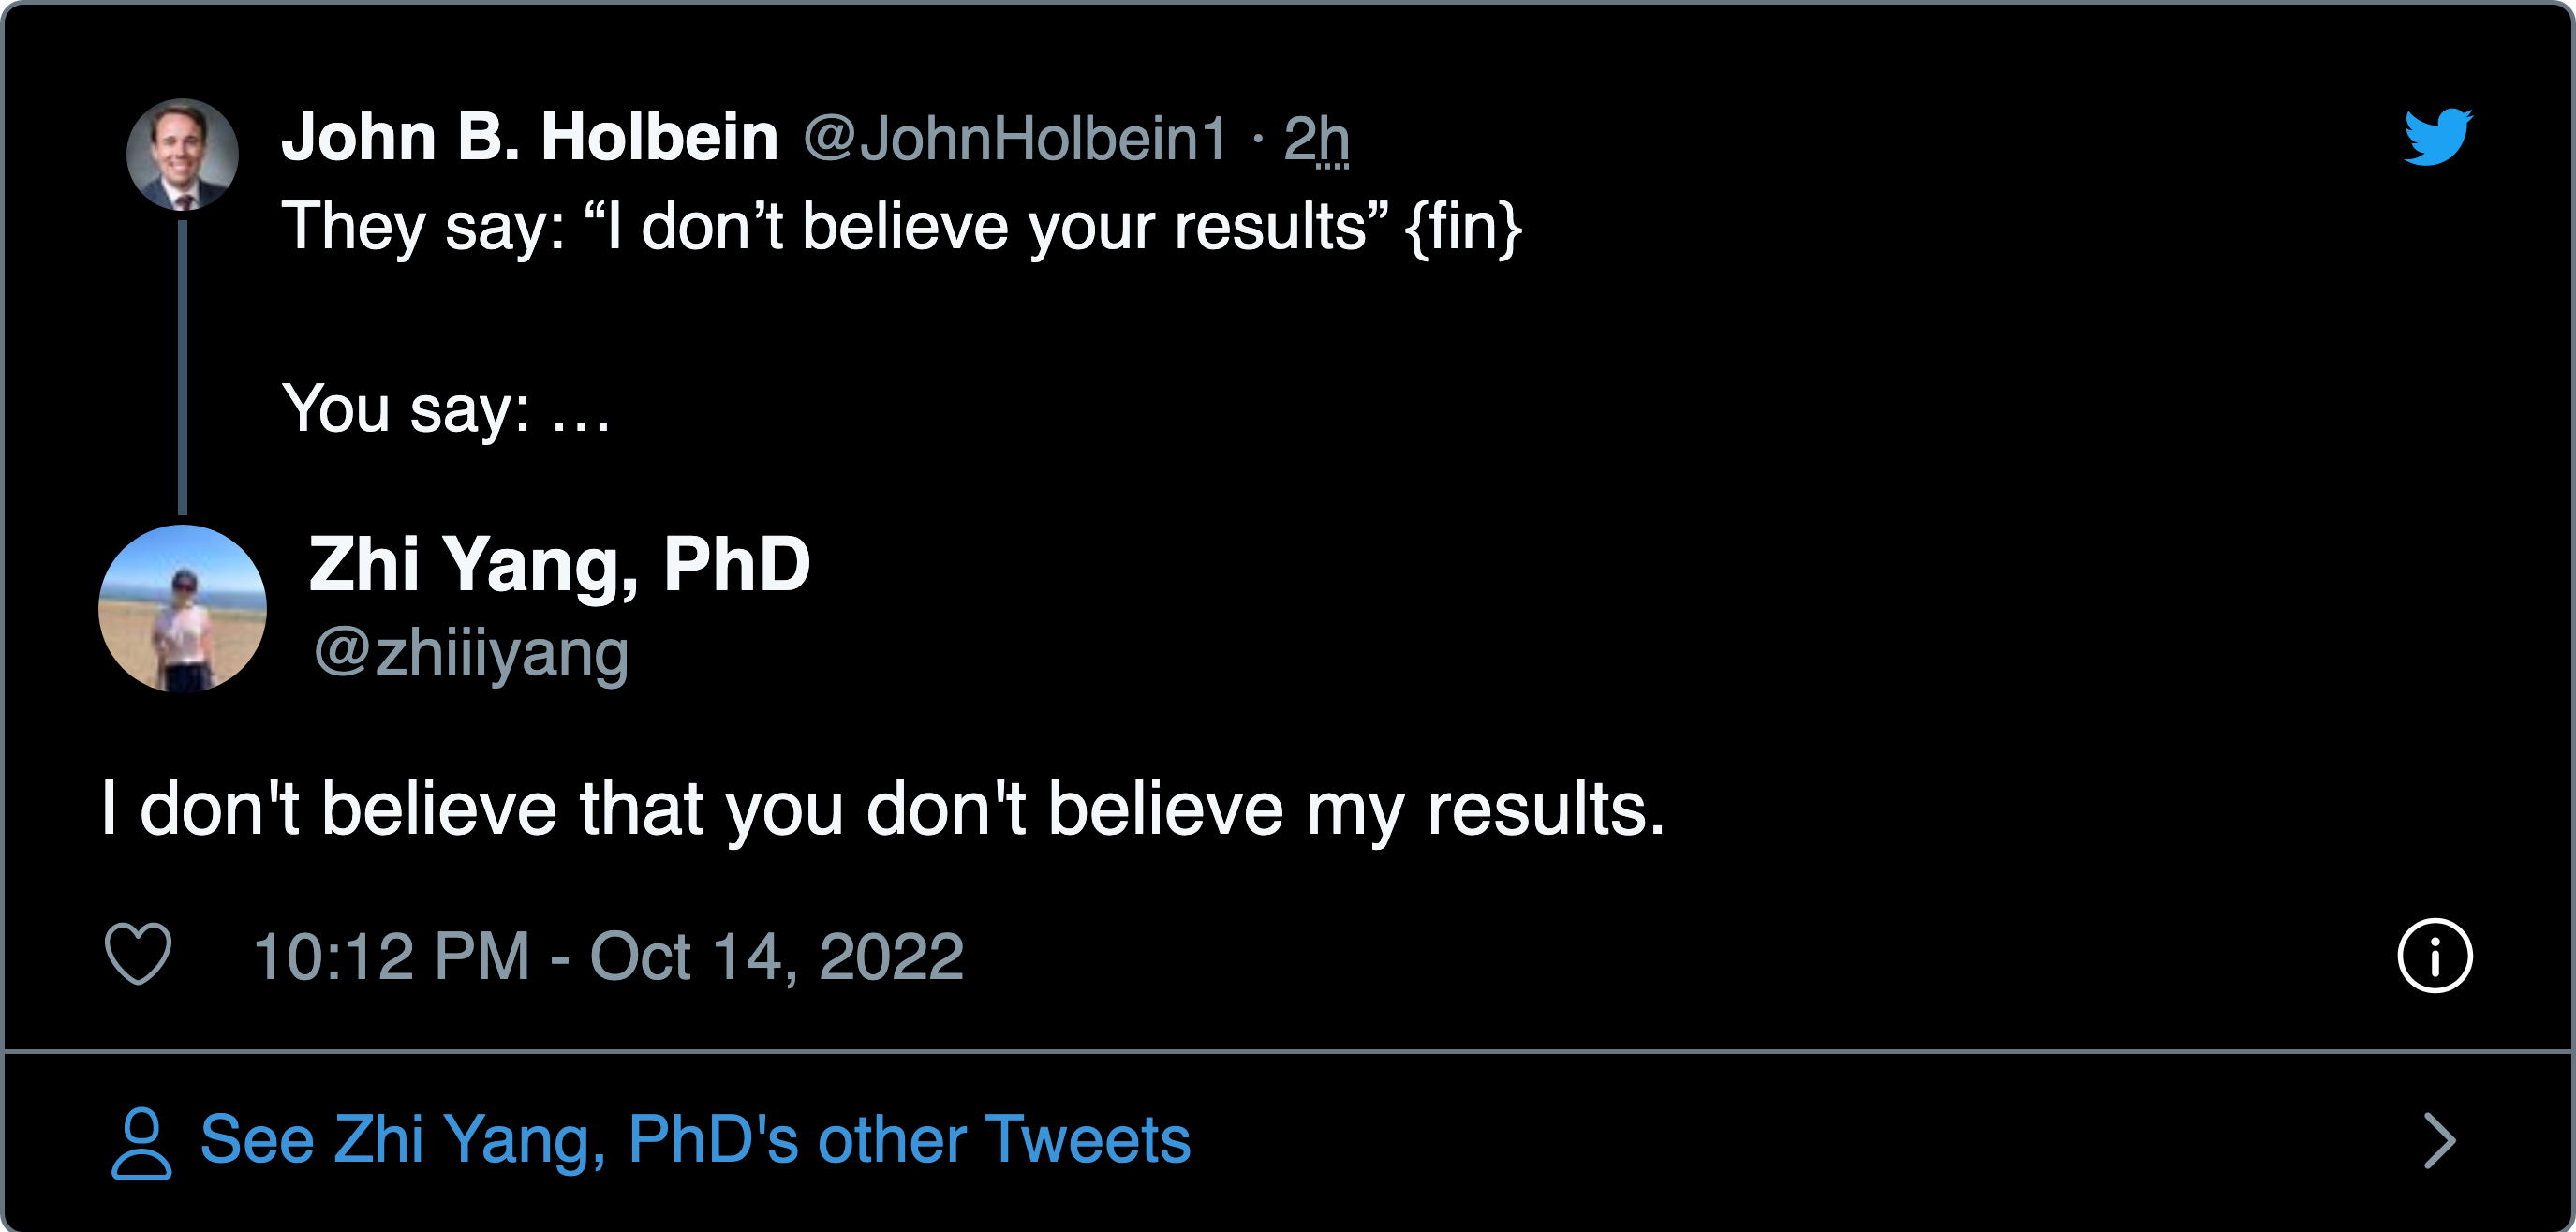 John B. Holbein @JohnHolbein1 · 2h
They say: “I don’t believe your results” {fin}
You say: …
Zhi Yang, PhD
@zhiiiyang
I don't believe that you don't believe my results.
10:12 PM - Oct 14, 2022
See Zhi Yang, PhD's other Tweets